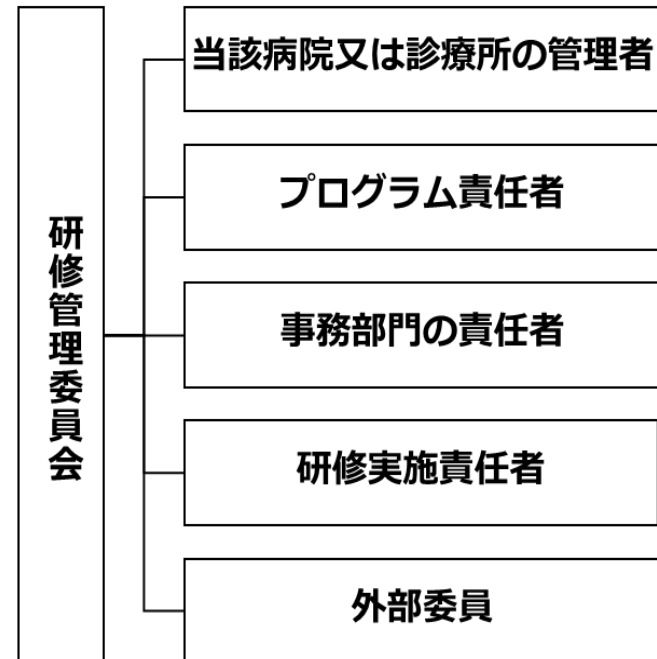 研修管理委員会
当該病院又は診療所の管理者
プログラム責任者
事務部門の責任者
研修実施責任者
外部委員